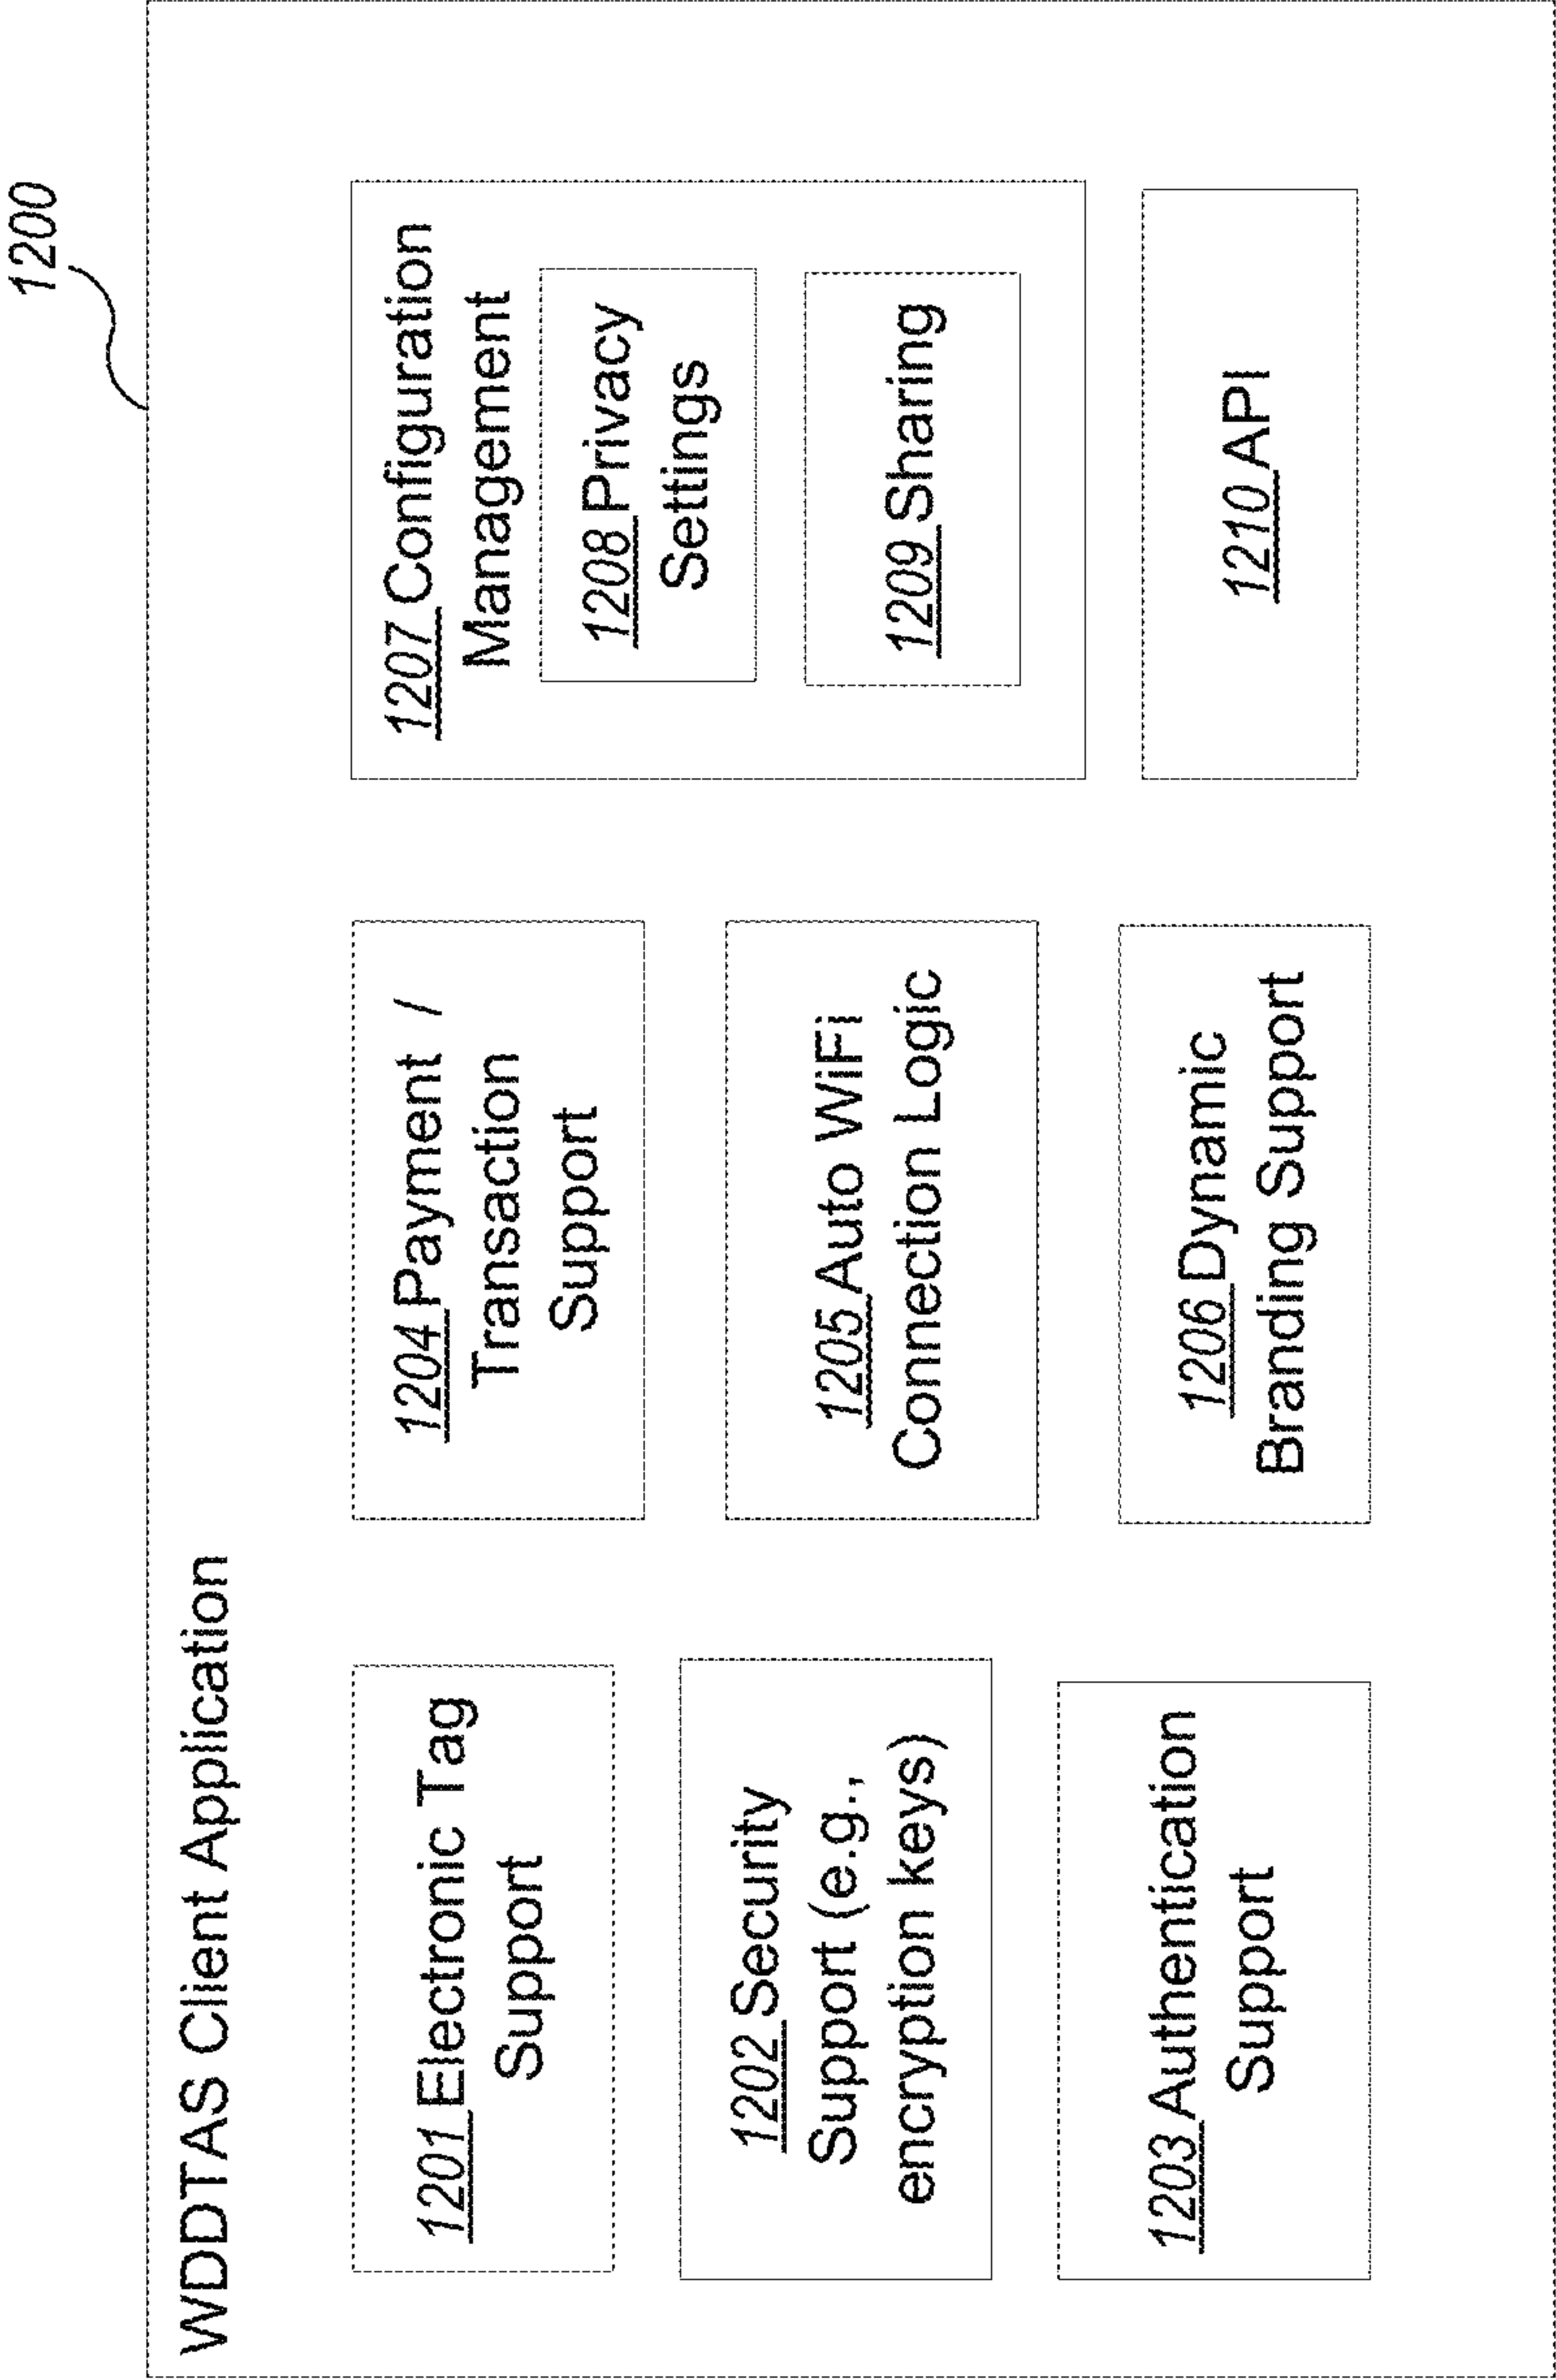 1200
WDDTAS Client Application
1201 Electronic Tag
Support
1202 Security
Support (e.g.,
encryption keys)
1203 Authentication
Support
1204 Payment /
Transaction
Support
1205 Auto WiFi
Connection Logic
1206 Dynamic
Branding Support
1207 Configuration
Management
1208 Privacy
Settings
1209 Sharing
1210 API